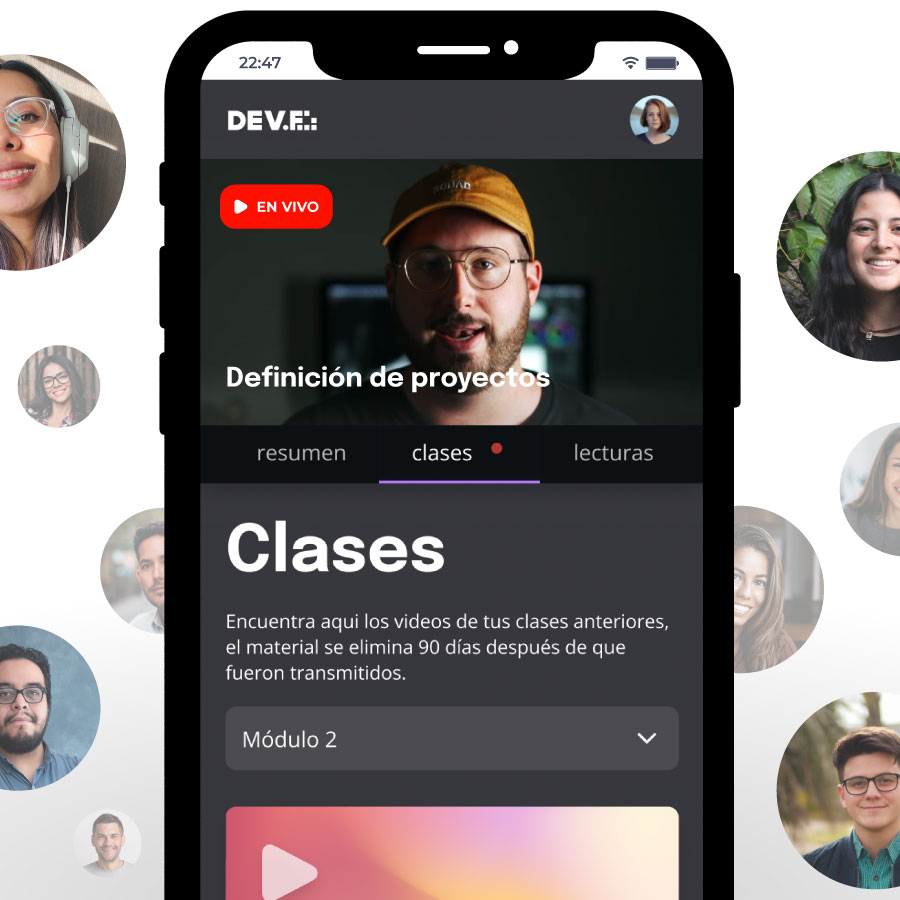 22:47
DEV.F.:
EN VIVO
SQUAD
Definición de proyectos
resumen
clases
lecturas
Clases
Encuentra aqui los videos de tus clases anteriores,
el material se elimina 90 días después de que
fueron transmitidos.
Módulo 2